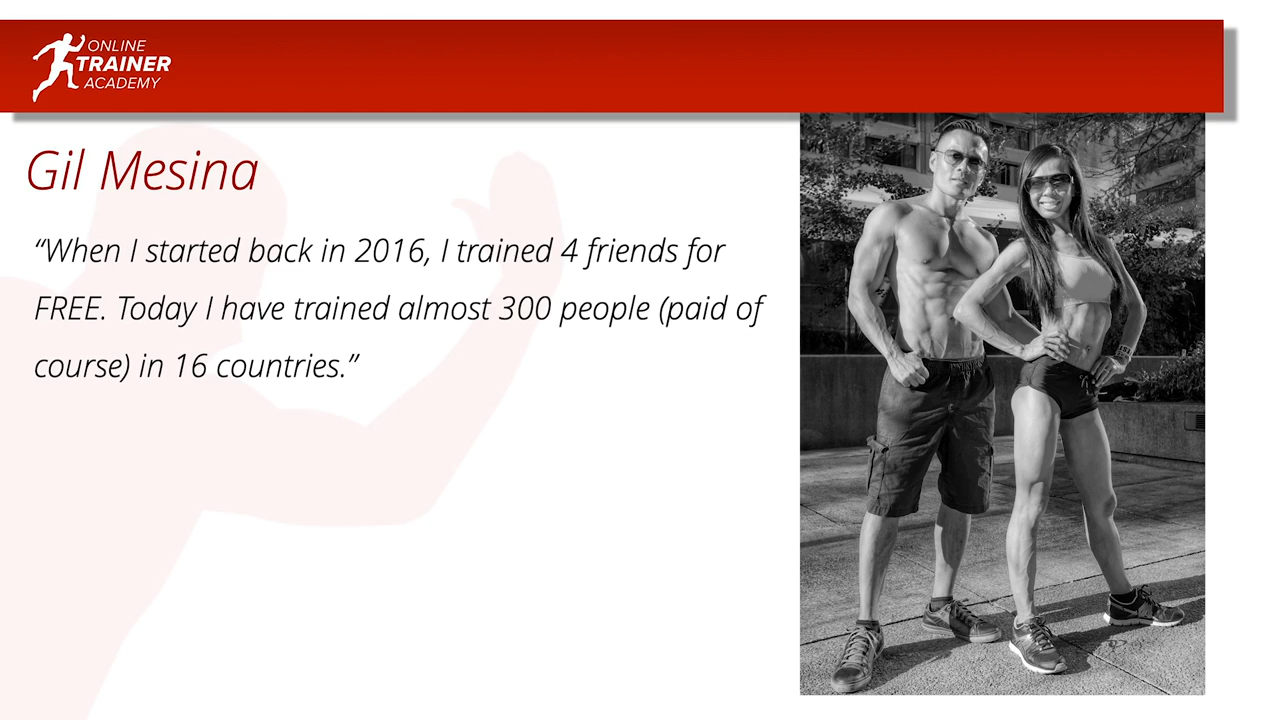 ONLINE
TRAINER
ACADEMY
Gil Mesina
“When I started back in 2016, I trained 4 friends for
FREE. Today I have trained almost 300 people (paid of
course) in 16 countries.”